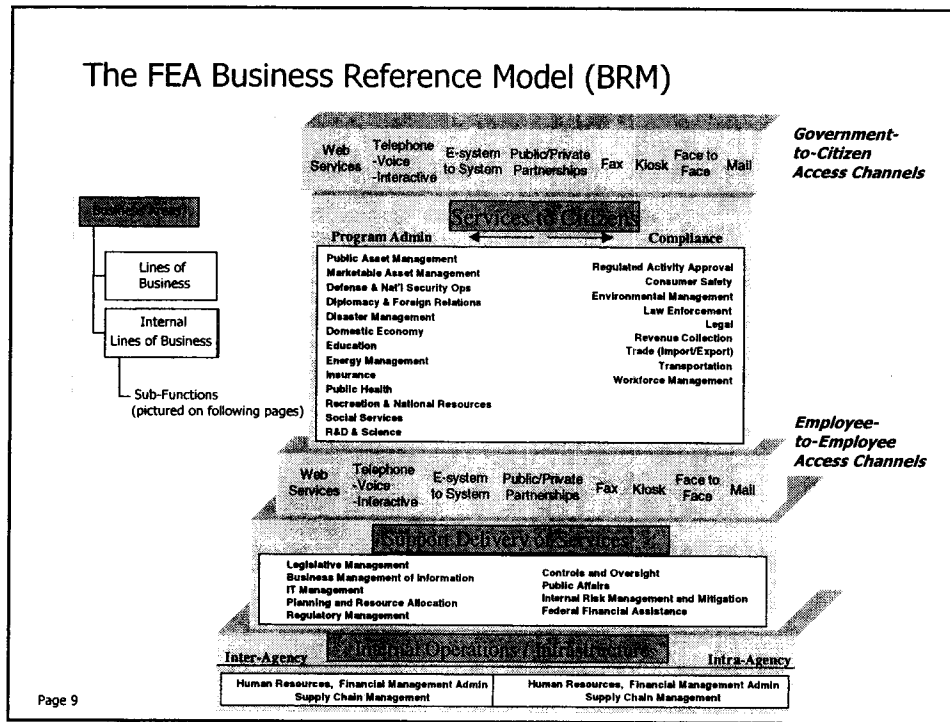 The FEA Business Reference Model (BRM)
Government-
to-Citizen
Access Channels
Web
Services
Telephone
-Voice
-Interactive
E-system
to System
Public/Private
Partnerships
Fax
Kiosk
Face to
Face
Mail
Lines of
Business
Internal
Lines of Business
Sub-Functions
(pictured on following pages)
Services to Citizens
Program Admin
Compliance
Public Asset Management
Marketable Asset Management
Defense & Nat'l Security Ops
Diplomacy & Foreign Relations
Disaster Management
Domestic Economy
Education
Energy Management
Insurance
Public Health
Recreation & National Resources
Social Services
R&D & Science
Regulated Activity Approval
Consumer Safety
Environmental Management
Law Enforcement
Legal
Revenue Collection
Trade (Import/Export)
Transportation
Workforce Management
Employee-
to-Employee
Access Channels
Web
Services
Telephone
-Voice
-Interactive
E-system
to System
Public/Private
Partnerships
Fax
Kiosk
Face to
Face
Mail
Support Delivery of Services
Legislative Management
Business Management of Information
IT Management
Planning and Resource Allocation
Regulatory Management
Controls and Oversight
Public Affairs
Internal Risk Management and Mitigation
Federal Financial Assistance
Internal Operations / Infrastructure
Inter-Agency
Intra-Agency
Human Resources, Financial Management Admin
Supply Chain Management
Human Resources, Financial Management Admin
Supply Chain Management
Page 9